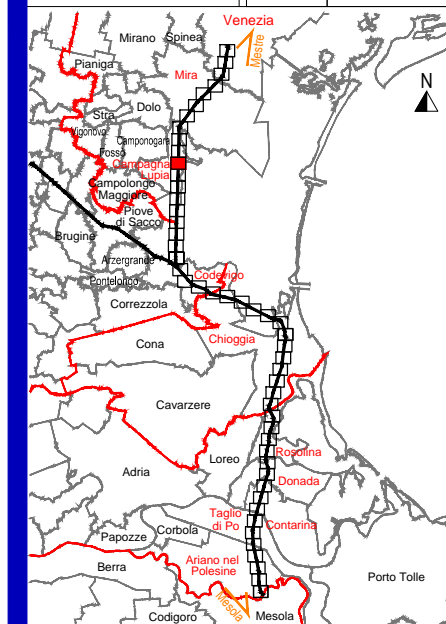 Venezia
Mestre
Mirano
Spinea
Pianiga
Mira
N
Dolo
Stra
Vigonovo
Camponogara
Fossò
Campagna
Lupia
Campolongo
Maggiore
Piove
di Sacco
Brugine
Arzergrande
Codevigo
Pontelongo
Correzzola
Chioggia
Cona
Cavarzere
Rosolina
Loreo
Adria
Donada
Taglio
di Po
Contarina
Corbola
Papozze
Ariano nel
Polesine
Berra
Porto Tolle
Mesola
Mesola
Codigoro